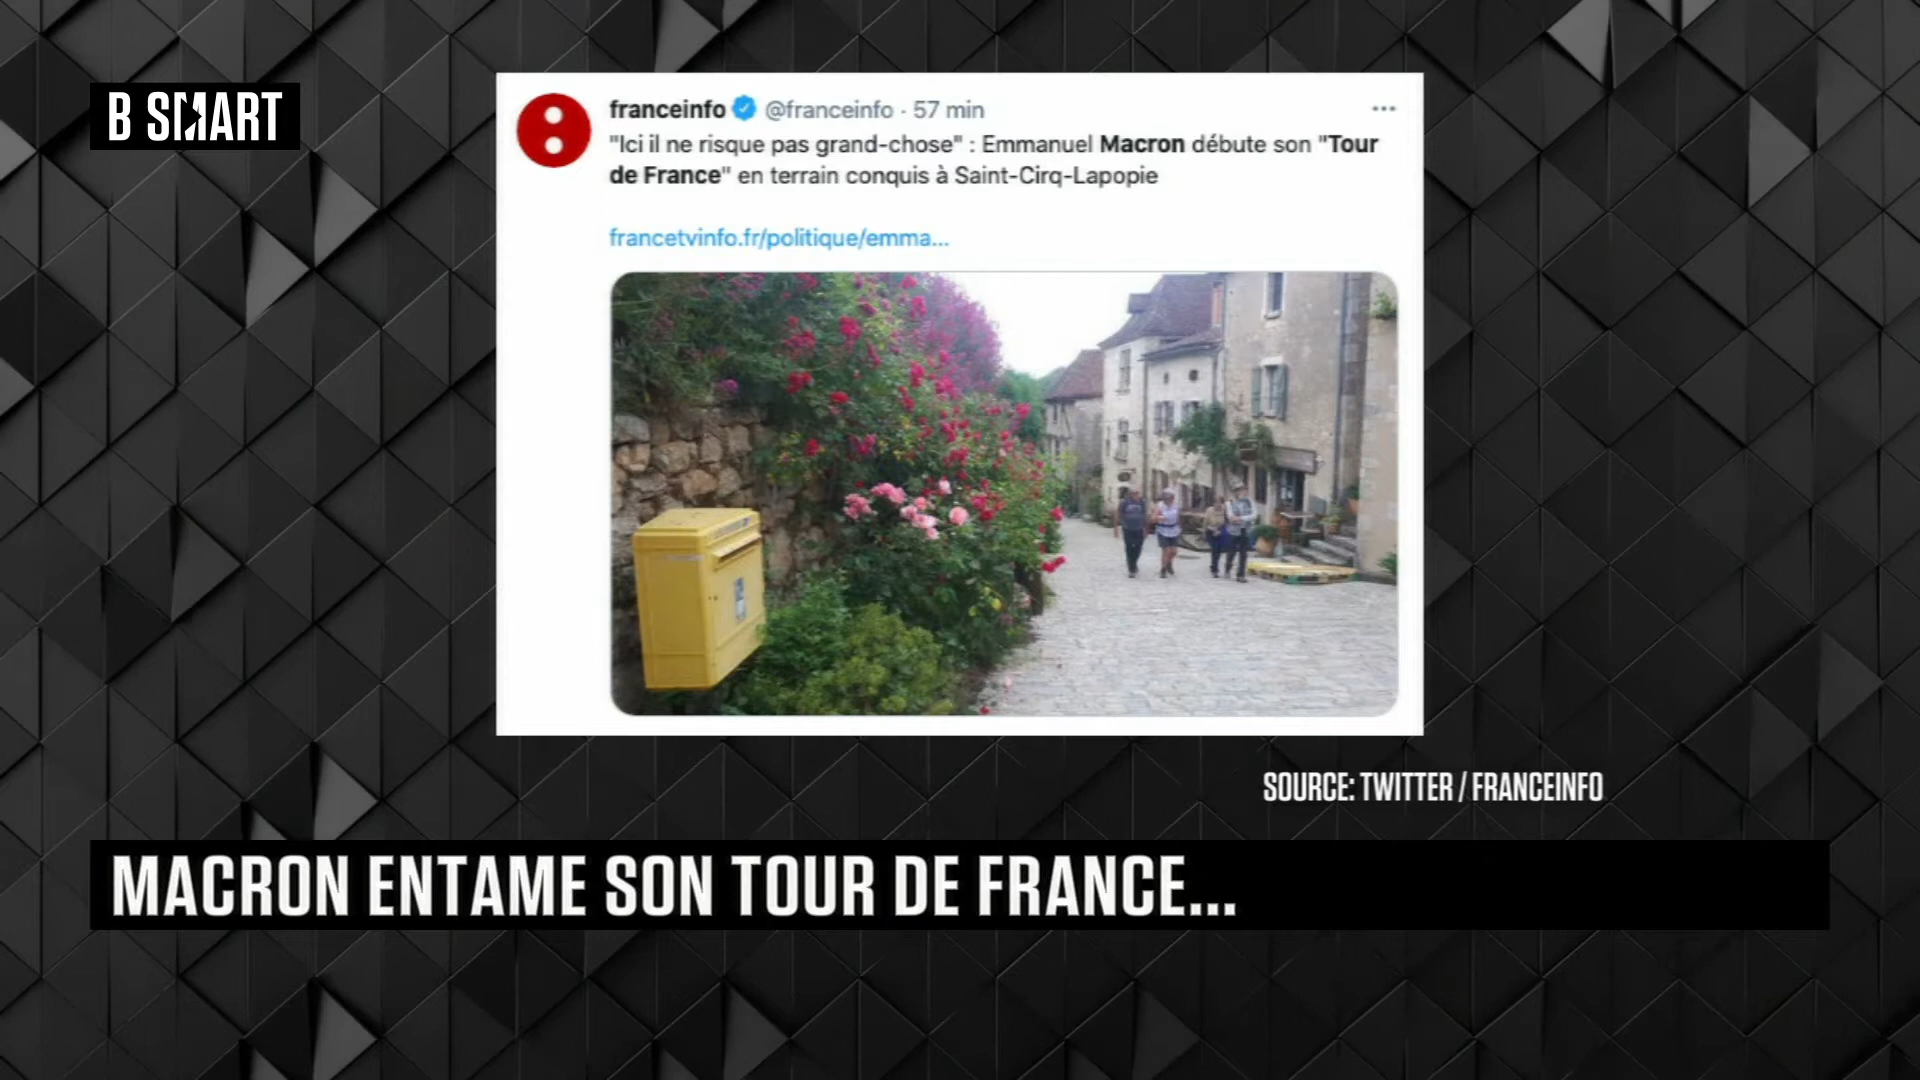 B SMART
franceinfo @franceinfo · 57 min
"Ici il ne risque pas grand-chose" : Emmanuel Macron débute son "Tour
de France" en terrain conquis à Saint-Cirq-Lapopie
francetvinfo.fr/politique/emma...
SOURCE: TWITTER / FRANCEINFO
MACRON ENTAME SON TOUR DE FRANCE...